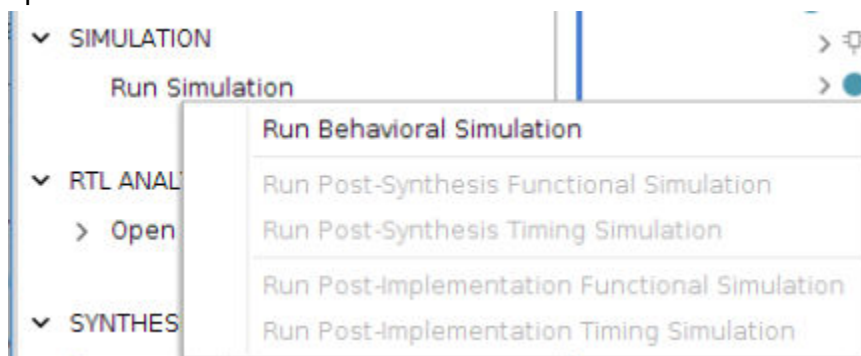 SIMULATION
Run Simulation
Run Behavioral Simulation
RTL ANAL
Run Post-Synthesis Functional Simulation
Open
Run Post-Synthesis Timing Simulation
Run Post-Implementation Functional Simulation
SYNTHES
Run Post-Implementation Timing Simulation